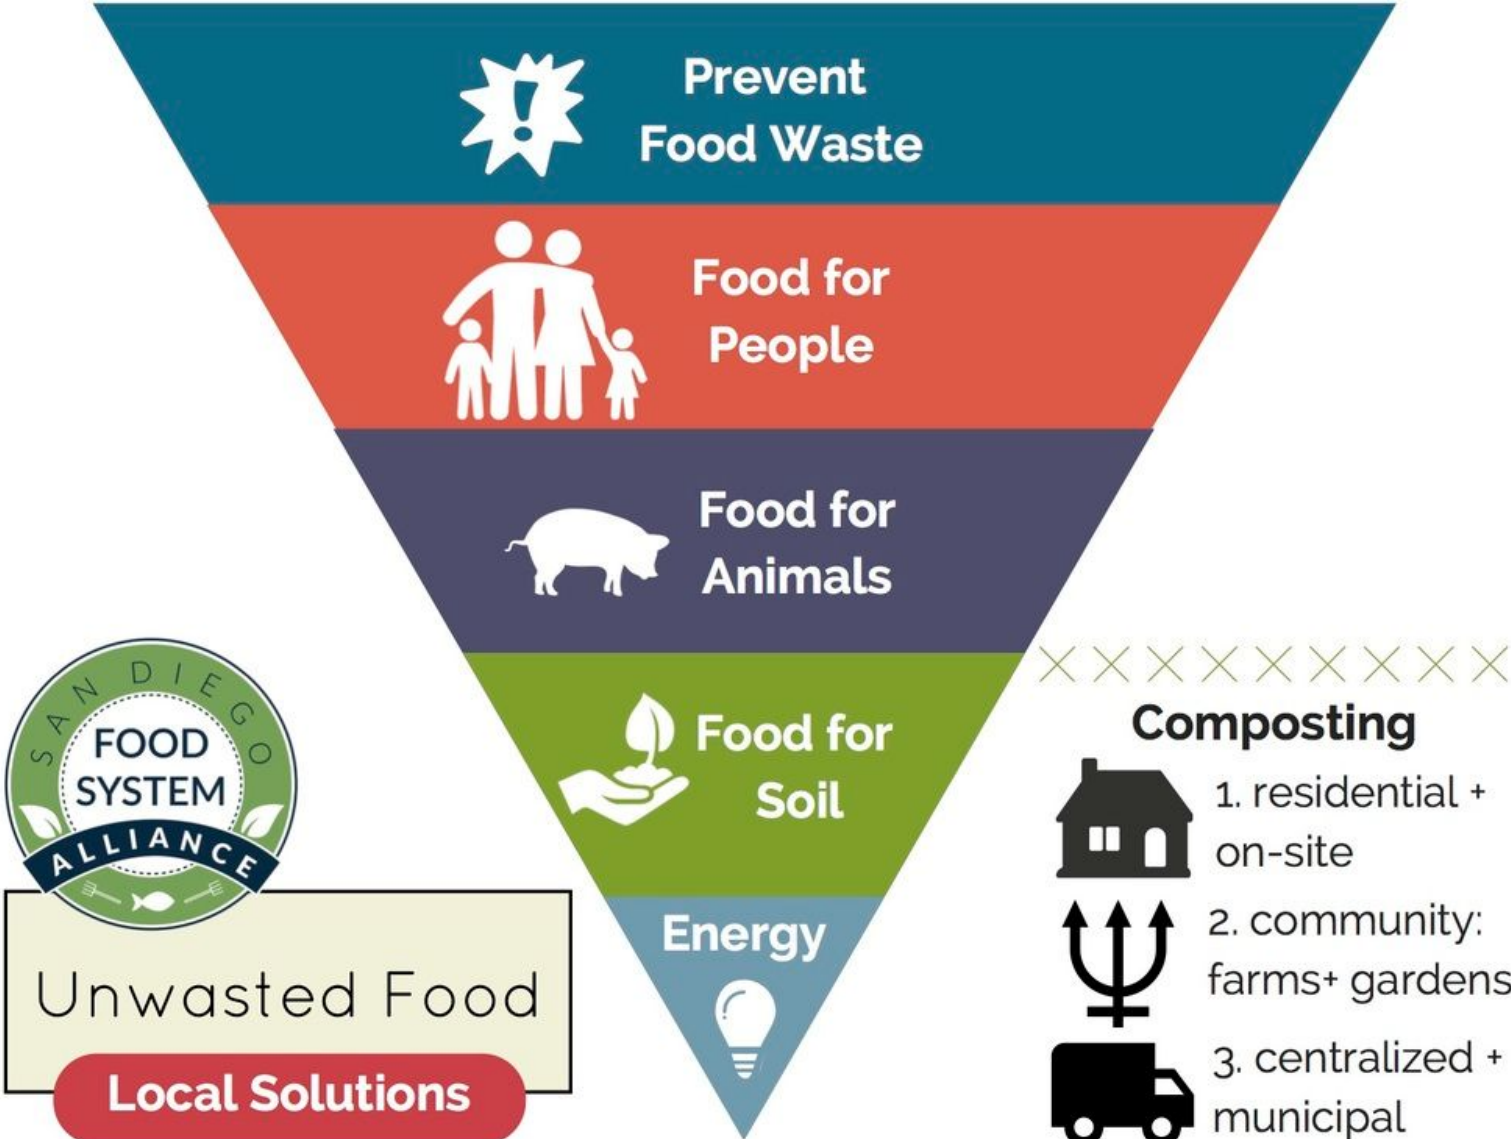 Prevent
Food Waste
Food for
People
Food for
Animals
Food for
Soil
Energy
SAN DIEGO
FOOD
SYSTEM
ALLIANCE
Unwasted Food
Local Solutions
Composting
1. residential +
on-site
2. community:
farms+ gardens
3. centralized +
municipal